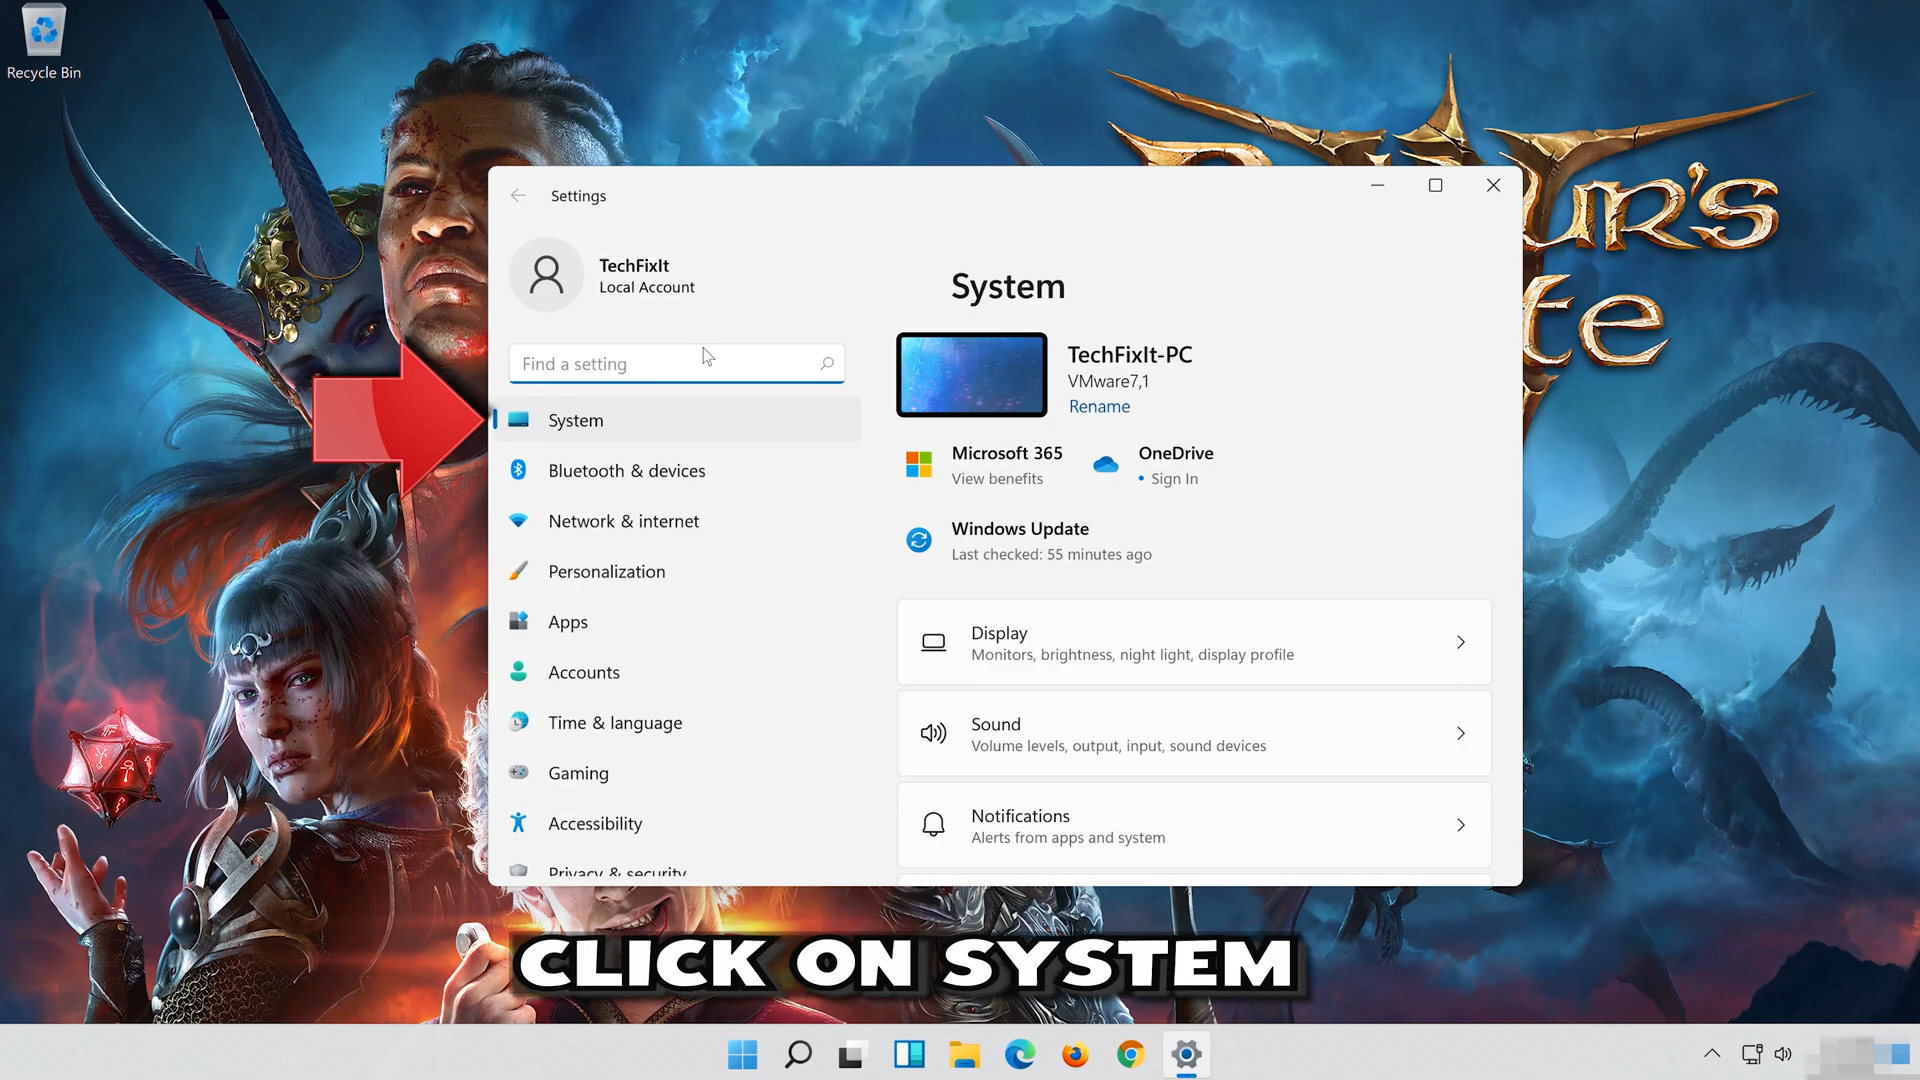 Recycle Bin
Settings
TechFixIt
Local Account
Find a setting
System
Bluetooth & devices
Network & internet
Personalization
Apps
Accounts
Time & language
Gaming
Accessibility
Privacy & security
System
TechFixIt-PC
VMware7,1
Rename
Microsoft 365
View benefits
OneDrive
• Sign In
Windows Update
Last checked: 55 minutes ago
Display
Monitors, brightness, night light, display profile
Sound
Volume levels, output, input, sound devices
Notifications
Alerts from apps and system
CLICK ON SYSTEM